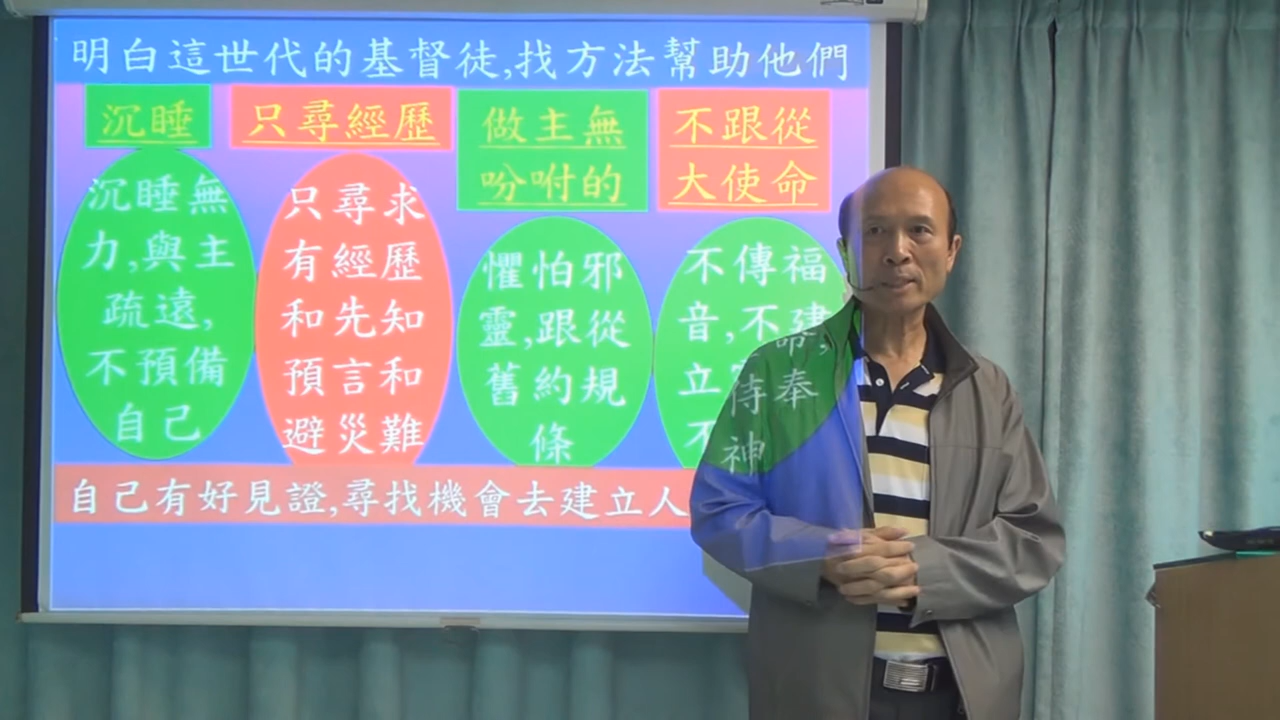 明白這世代的基督徒,找方法幫助他們
沉睡
沉睡無
力,與主
疏遠,
不預備
自己
只尋經歷
只尋求
有經歷
和先知
預言和
避災難
做主無
吩咐的
懼怕邪
靈,跟從
舊約規
條
不跟從
大使命
不傳福
音,不建
立
命,
侍奉
不
神
自己有好見證,尋找機會去建立人